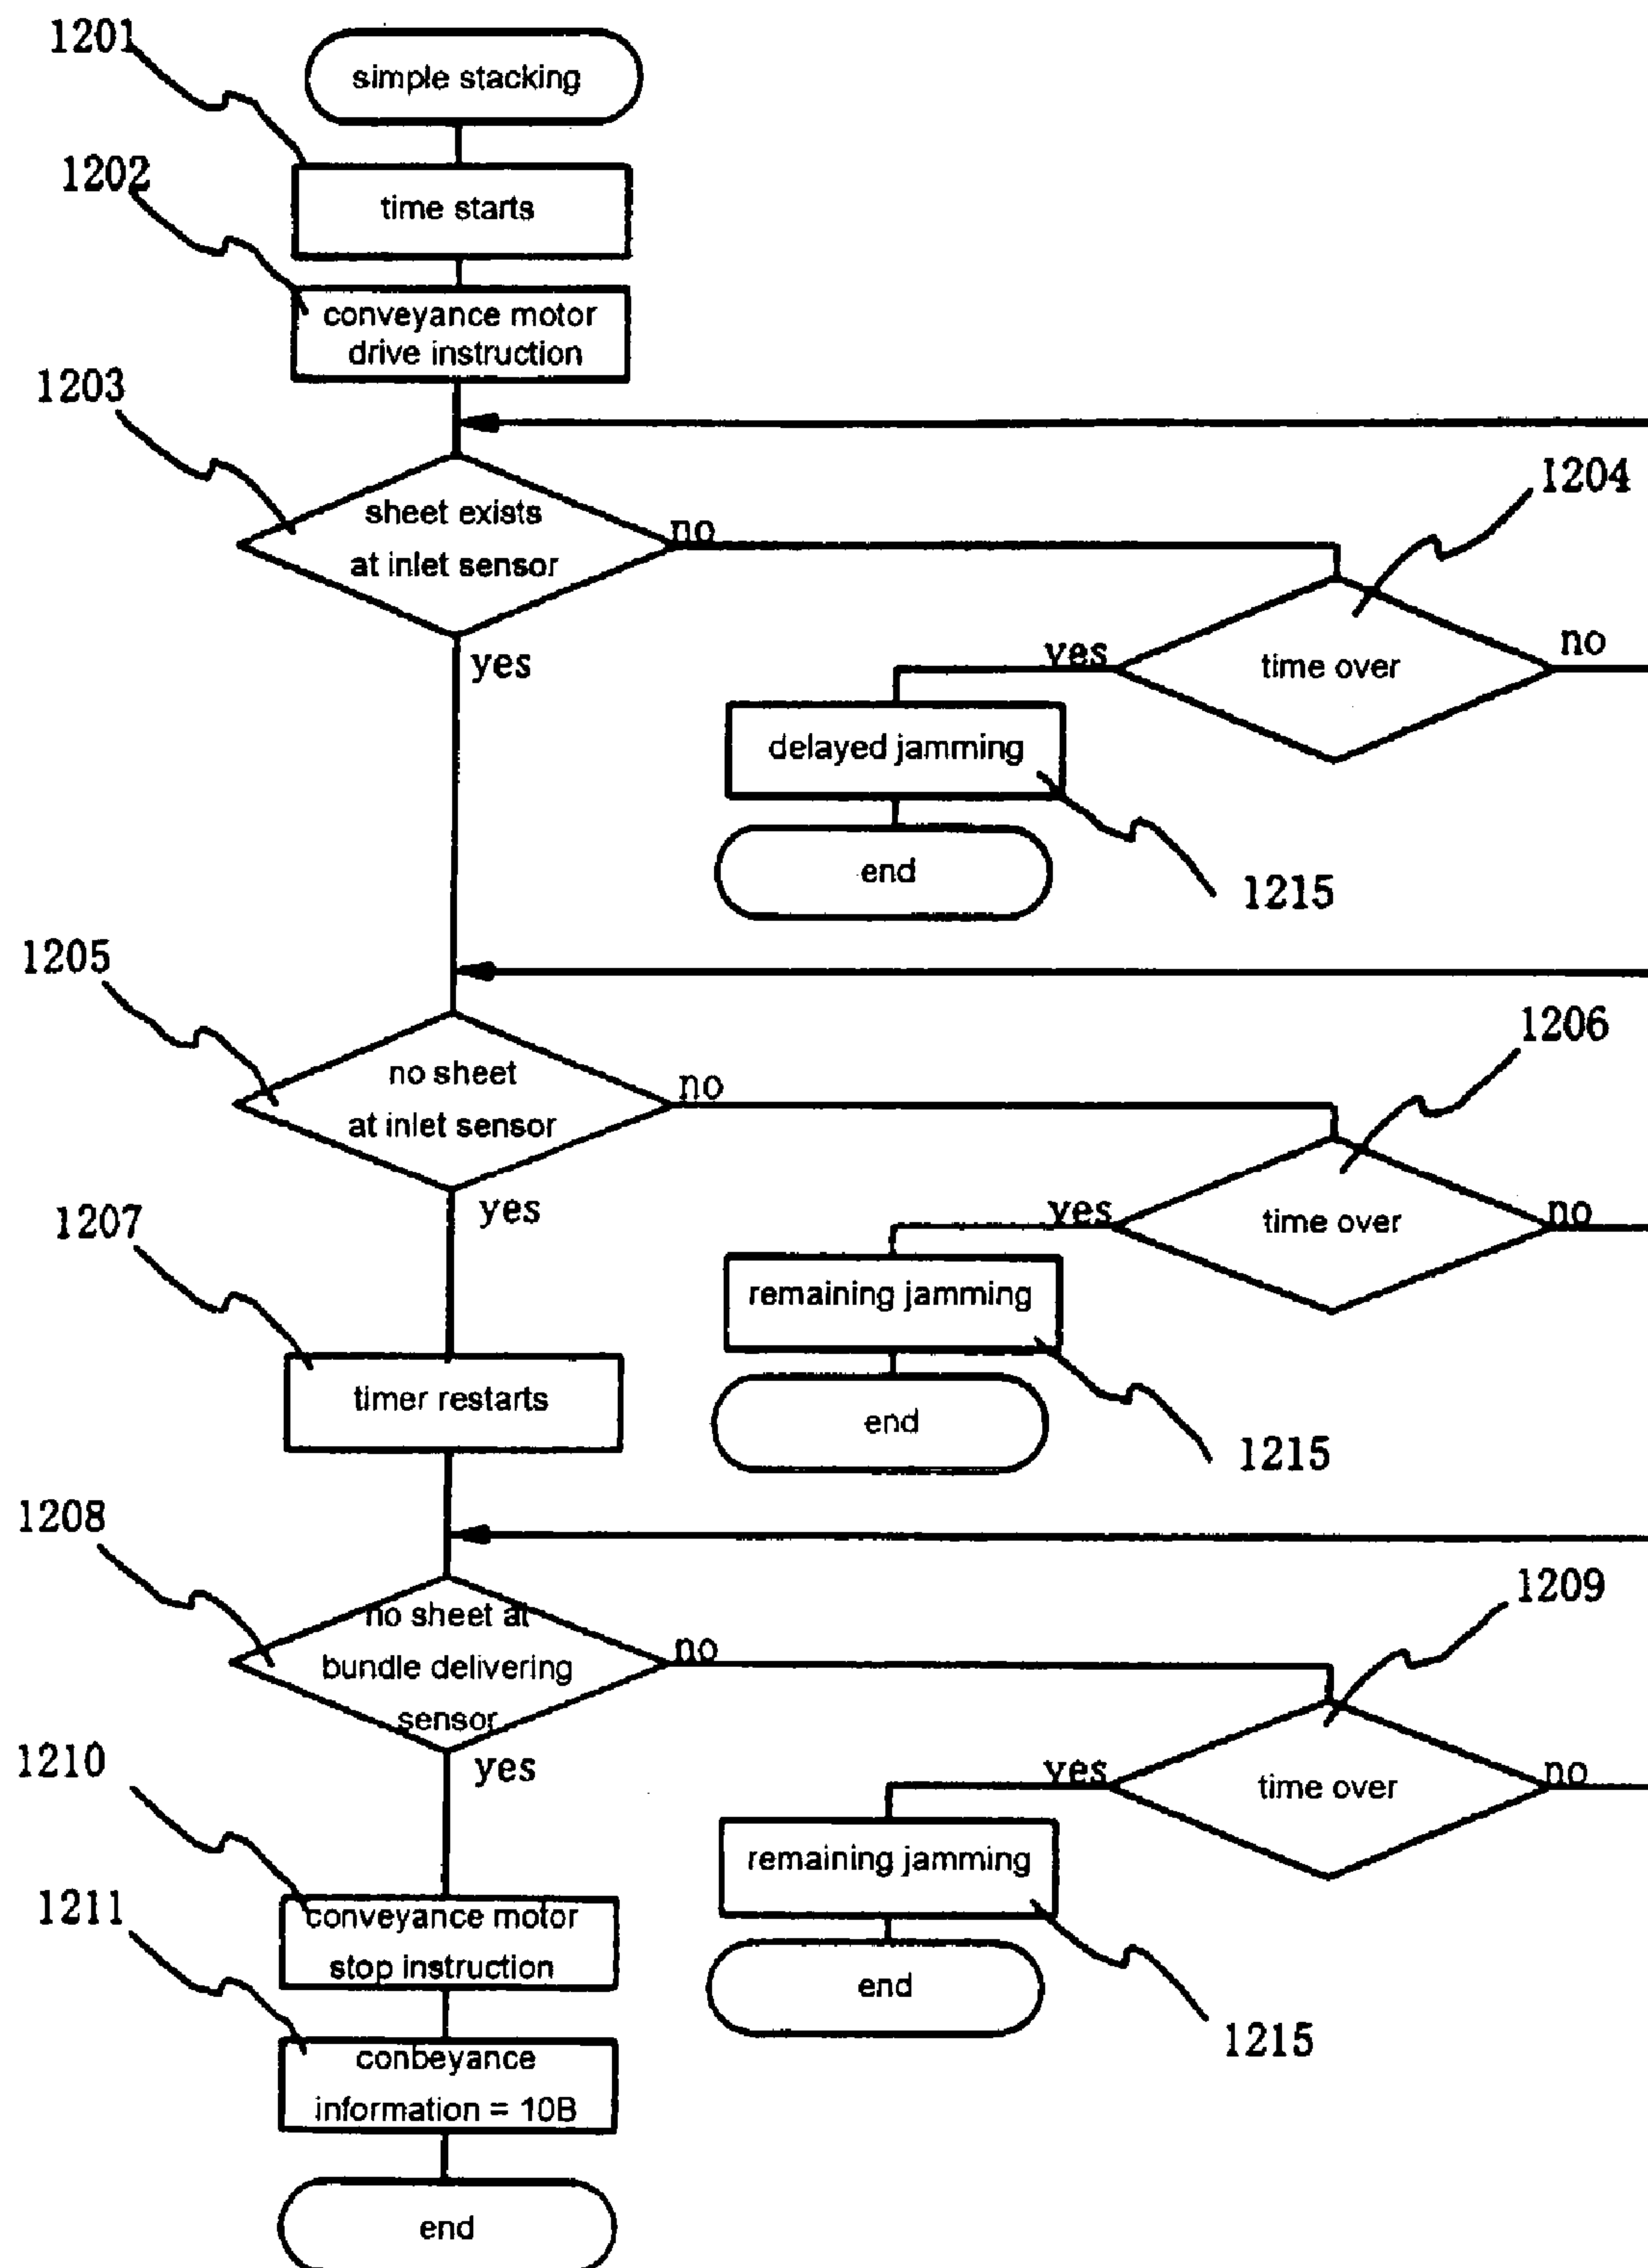 1201
simple stacking
1202
time starts
conveyance motor
drive instruction
1203
1204
sheet exists
at inlet sensor
no
yes
time over
yes
no
delayed jamming
end
1215
1205
1206
no sheet
at inlet sensor
no
yes
time over
yes
no
1207
remaining jamming
timer restarts
end
1215
1208
1209
no sheet at
bundle delivering
sensor
no
yes
time over
yes
no
1210
remaining jamming
1211
conveyance motor
stop instruction
end
1215
conbeyance
information = 10B
end